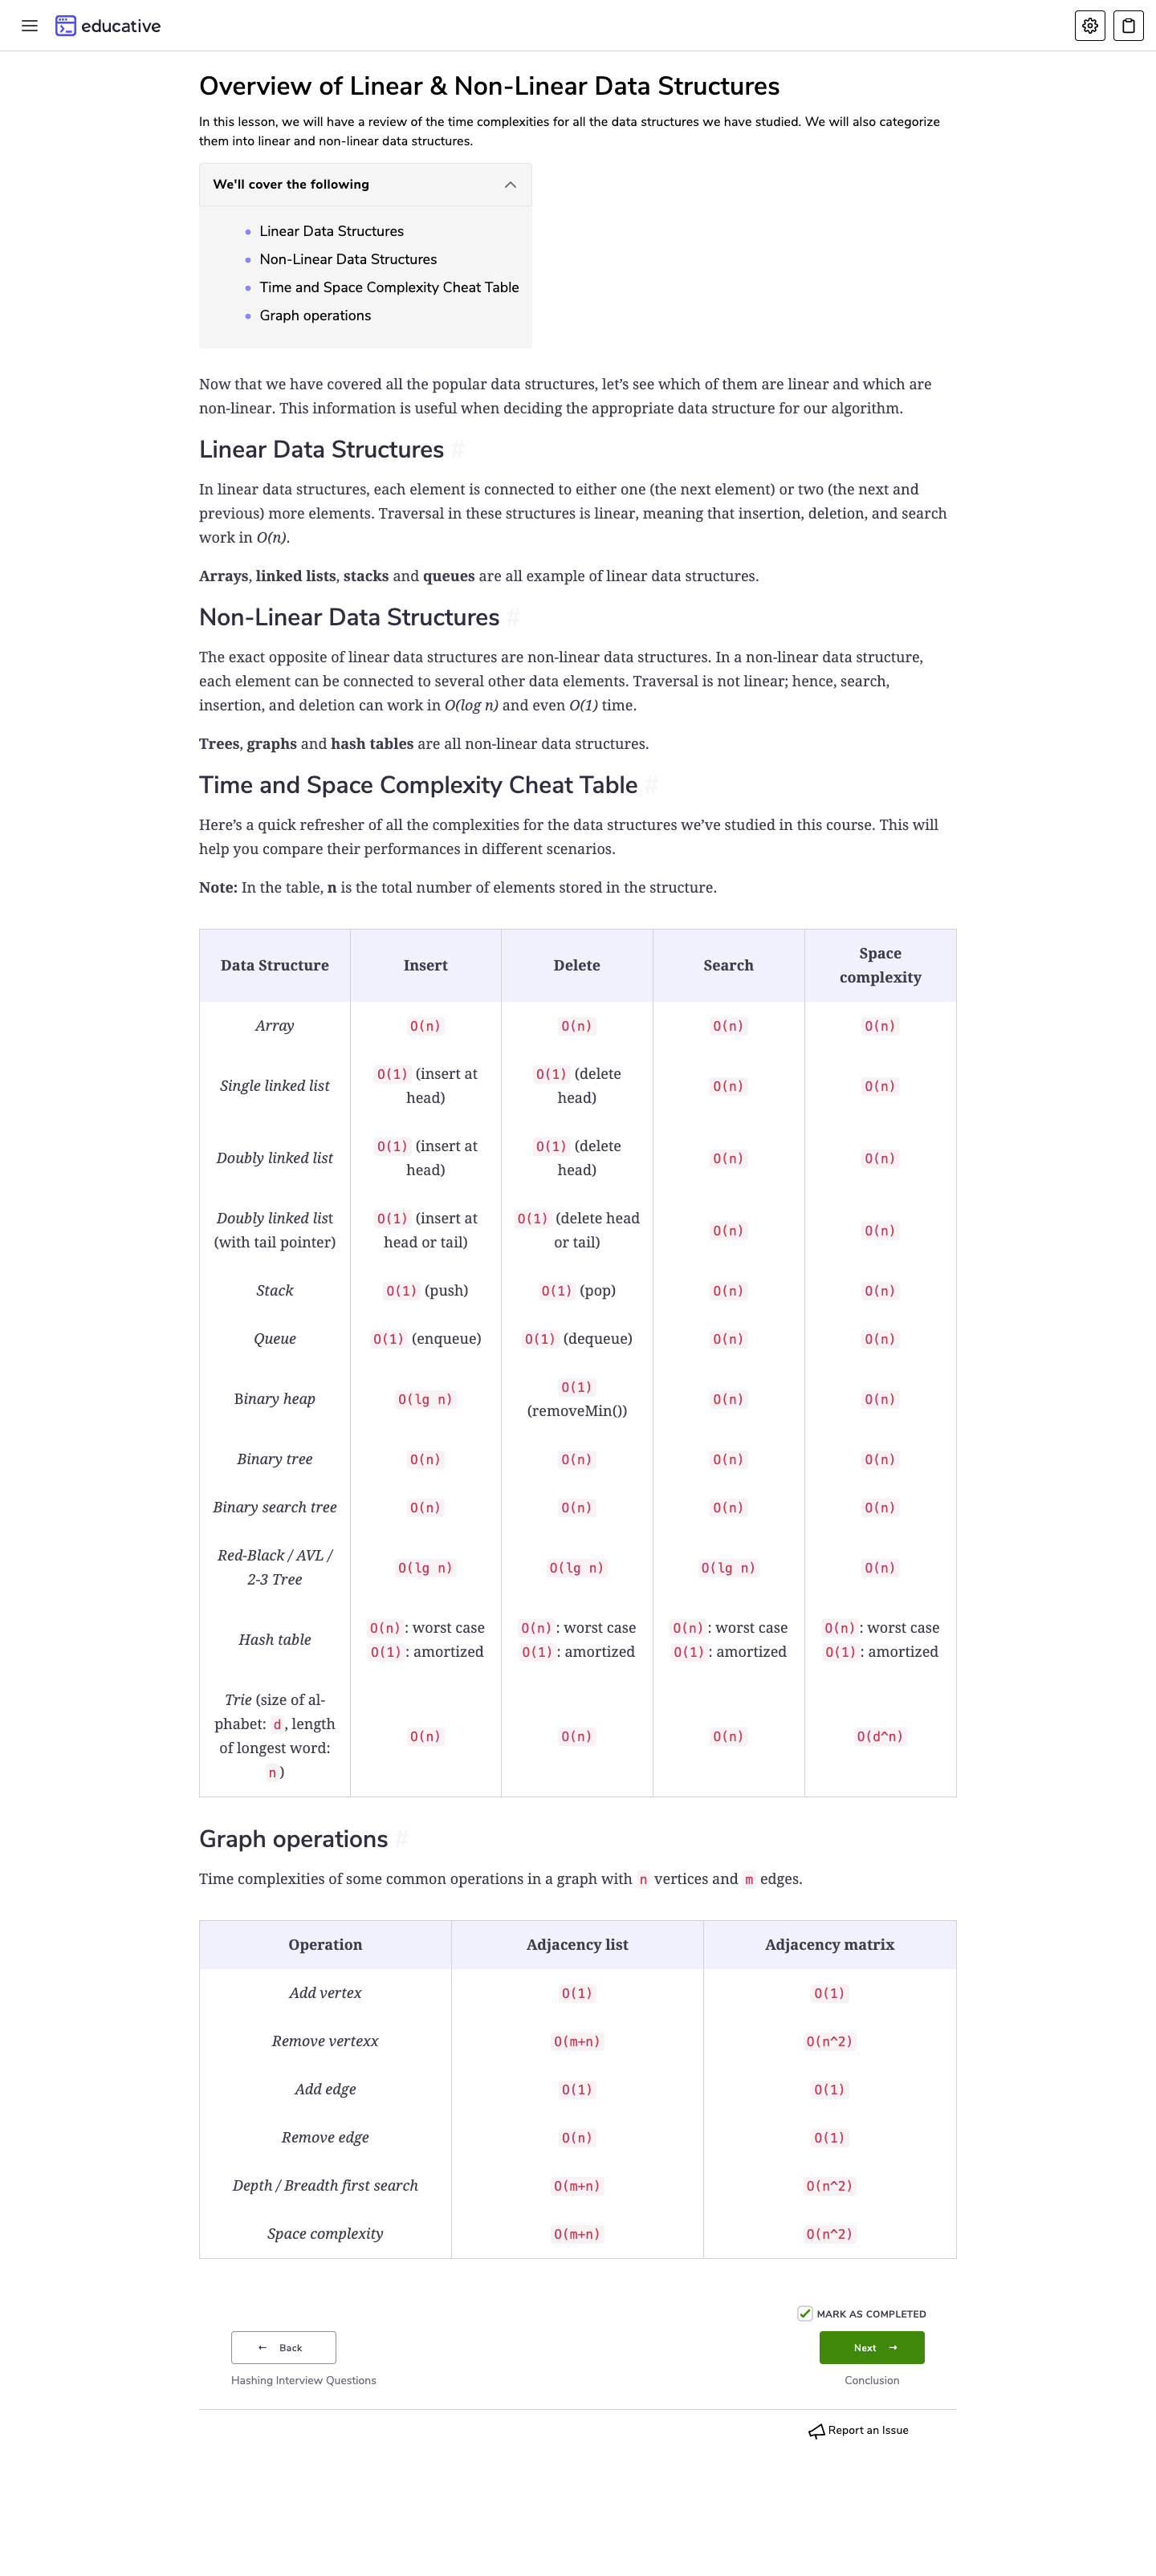 educative
Overview of Linear & Non-Linear Data Structures
In this lesson, we will have a review of the time complexities for all the data structures we have studied. We will also categorize
them into linear and non-linear data structures.
We'll cover the following
Linear Data Structures
Non-Linear Data Structures
Time and Space Complexity Cheat Table
Graph operations
Now that we have covered all the popular data structures, let’s see which of them are linear and which are
non-linear. This information is useful when deciding the appropriate data structure for our algorithm.
Linear Data Structures #
In linear data structures, each element is connected to either one (the next element) or two (the next and
previous) more elements. Traversal in these structures is linear, meaning that insertion, deletion, and search
work in O(n).
Arrays, linked lists, stacks and queues are all example of linear data structures.
Non-Linear Data Structures #
The exact opposite of linear data structures are non-linear data structures. In a non-linear data structure,
each element can be connected to several other data elements. Traversal is not linear; hence, search,
insertion, and deletion can work in O(log n) and even O(1) time.
Trees, graphs and hash tables are all non-linear data structures.
Time and Space Complexity Cheat Table #
Here’s a quick refresher of all the complexities for the data structures we’ve studied in this course. This will
help you compare their performances in different scenarios.
Note: In the table, n is the total number of elements stored in the structure.
Data Structure Insert Delete Search Space
complexity
Array O(n) O(n) O(n) O(n)
Single linked list O(1) (insert at
head) O(1) (delete
head) O(n) O(n)
Doubly linked list O(1) (insert at
head) O(1) (delete
head) O(n) O(n)
Doubly linked list
(with tail pointer) O(1) (insert at
head or tail) O(1) (delete head
or tail) O(n) O(n)
Stack O(1) (push) O(1) (pop) O(n) O(n)
Queue O(1) (enqueue) O(1) (dequeue) O(n) O(n)
Binary heap O(lg n) O(1)
(removeMin()) O(n) O(n)
Binary tree O(n) O(n) O(n) O(n)
Binary search tree O(n) O(n) O(n) O(n)
Red-Black / AVL /
2-3 Tree O(lg n) O(lg n) O(lg n) O(n)
Hash table O(n): worst case
O(1): amortized O(n): worst case
O(1): amortized O(n): worst case
O(1): amortized O(n): worst case
O(1): amortized
Trie (size of al-
phabet: d, length
of longest word:
n) O(n) O(n) O(n) O(d^n)
Graph operations #
Time complexities of some common operations in a graph with n vertices and m edges.
Operation Adjacency list Adjacency matrix
Add vertex O(1) O(1)
Remove vertexx O(m+n) O(n^2)
Add edge O(1) O(1)
Remove edge O(n) O(1)
Depth / Breadth first search O(m+n) O(n^2)
Space complexity O(m+n) O(n^2)
MARK AS COMPLETED
← Back
Next →
Hashing Interview Questions
Conclusion
Report an Issue